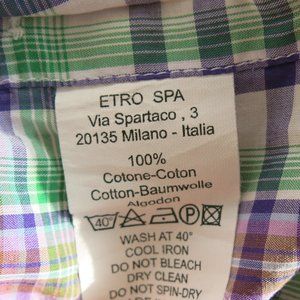 ETRO SPA
Via Spartaco , 3
20135 Milano - Italia
100%
Cotone-Coton
Cotton-Baumwolle
Algodon
40°
WASH AT 40°
COOL IRON
DO NOT BLEACH
DRY CLEAN
DO NOT SPIN-DRY